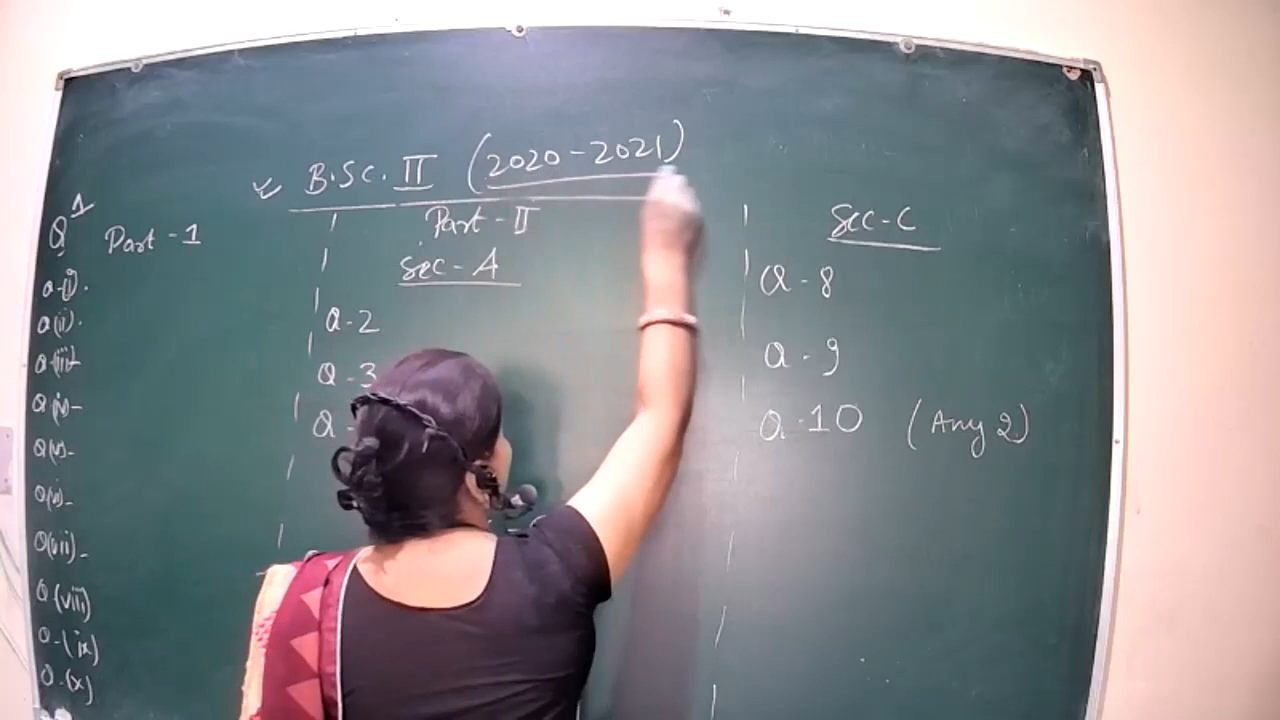 B.Sc. II (2020-2021)
Q 1
Part - 1
Q-(i).
Q(ii).
Q(iii)-
Q(iv)-
Q(v)-
Q(vi)-
Q(vii)-
Q(viii)
Q-(ix)
Q-(x)
Part - II
Sec-A
Q-2
Q-3
Q-
Sec-C
Q-8
Q-9
Q-10 (Any 2)